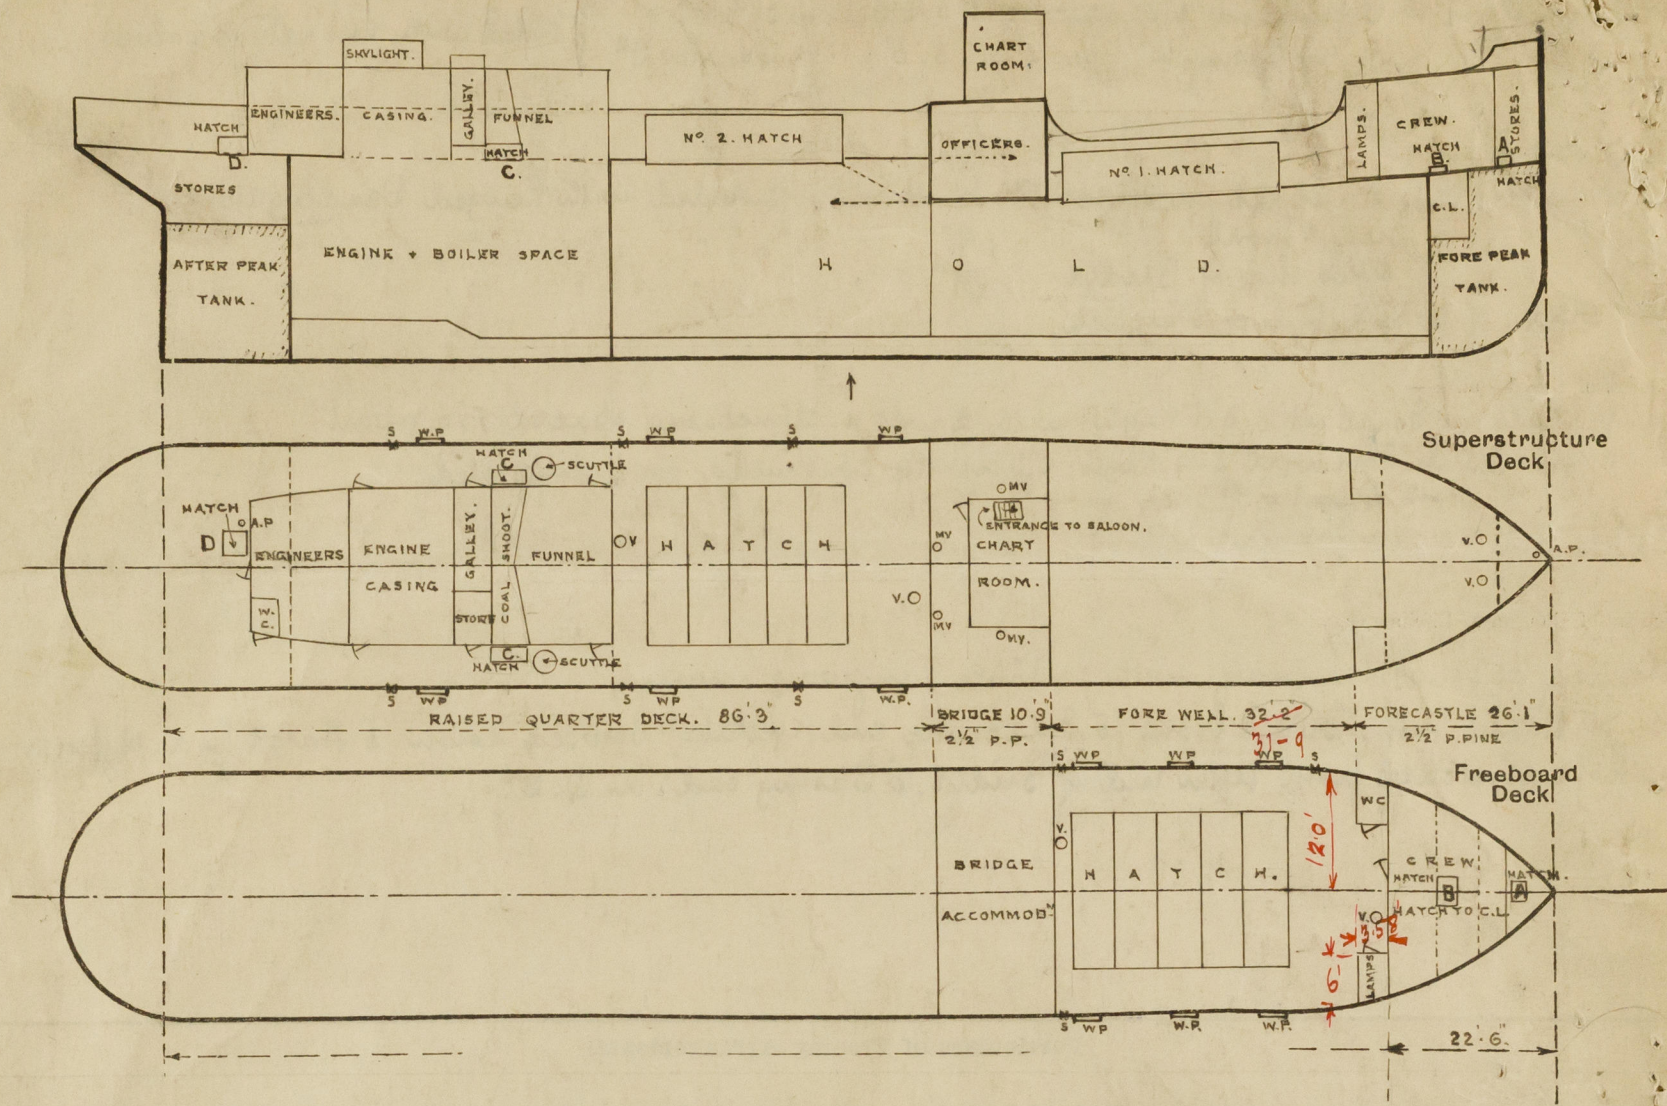 SKYLIGHT.
CHART
ROOM.
ENGINEERS.
CASING.
GALLEY.
FUNNEL
HATCH
D.
HATCH
C.
Nº 2. HATCH
OFFICERS.
Nº 1. HATCH.
LAMPS.
CREW.
HATCH
B.
A
STORES.
HATCH
STORES
C.L.
ENGINE + BOILER SPACE
H O L D.
AFTER PEAK
TANK.
FORE PEAK
TANK.
Superstructure
Deck
S W.P S WP S WP
HATCH
C
SCUTTLE
HATCH
A.P
D
ENGINEERS
W.C.
ENGINE
CASING
GALLEY.
STORE
COAL SHOOT.
FUNNEL
V
H A T C H
V.
MV
MV
MV
MV.
ENTRANCE TO SALOON.
CHART
ROOM.
V.
V.
A.P.
HATCH
C.
SCUTTLE
S WP S WP S W.P.
RAISED QUARTER DECK. 86'.3"
BRIDGE 10'.9"
2½" P.P.
FORE WELL. 32'.2"
31-9
FORECASTLE 26'.1"
2½" P.PINE
Freeboard
Deck
S WP WP WP S
BRIDGE
ACCOMMODN
V.
H A T C H.
12.0'
WC
CREW
HATCH
B
HATCH.
A
HATCH TO C.L.
V.
LAMPS
S WP W.P. W.P.
22'.6"